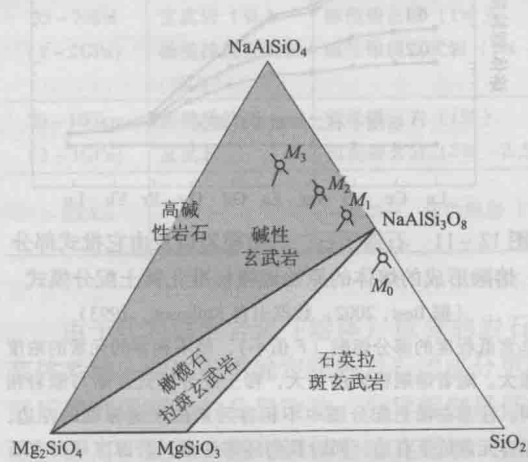 NaAlSiO₄
M₃
M₂
M₁
NaAlSi₃O₈
M₀
高碱
性岩石
碱性
玄武岩
橄榄石
拉斑玄武岩
石英拉
斑玄武岩
Mg₂SiO₄
MgSiO₃
SiO₂